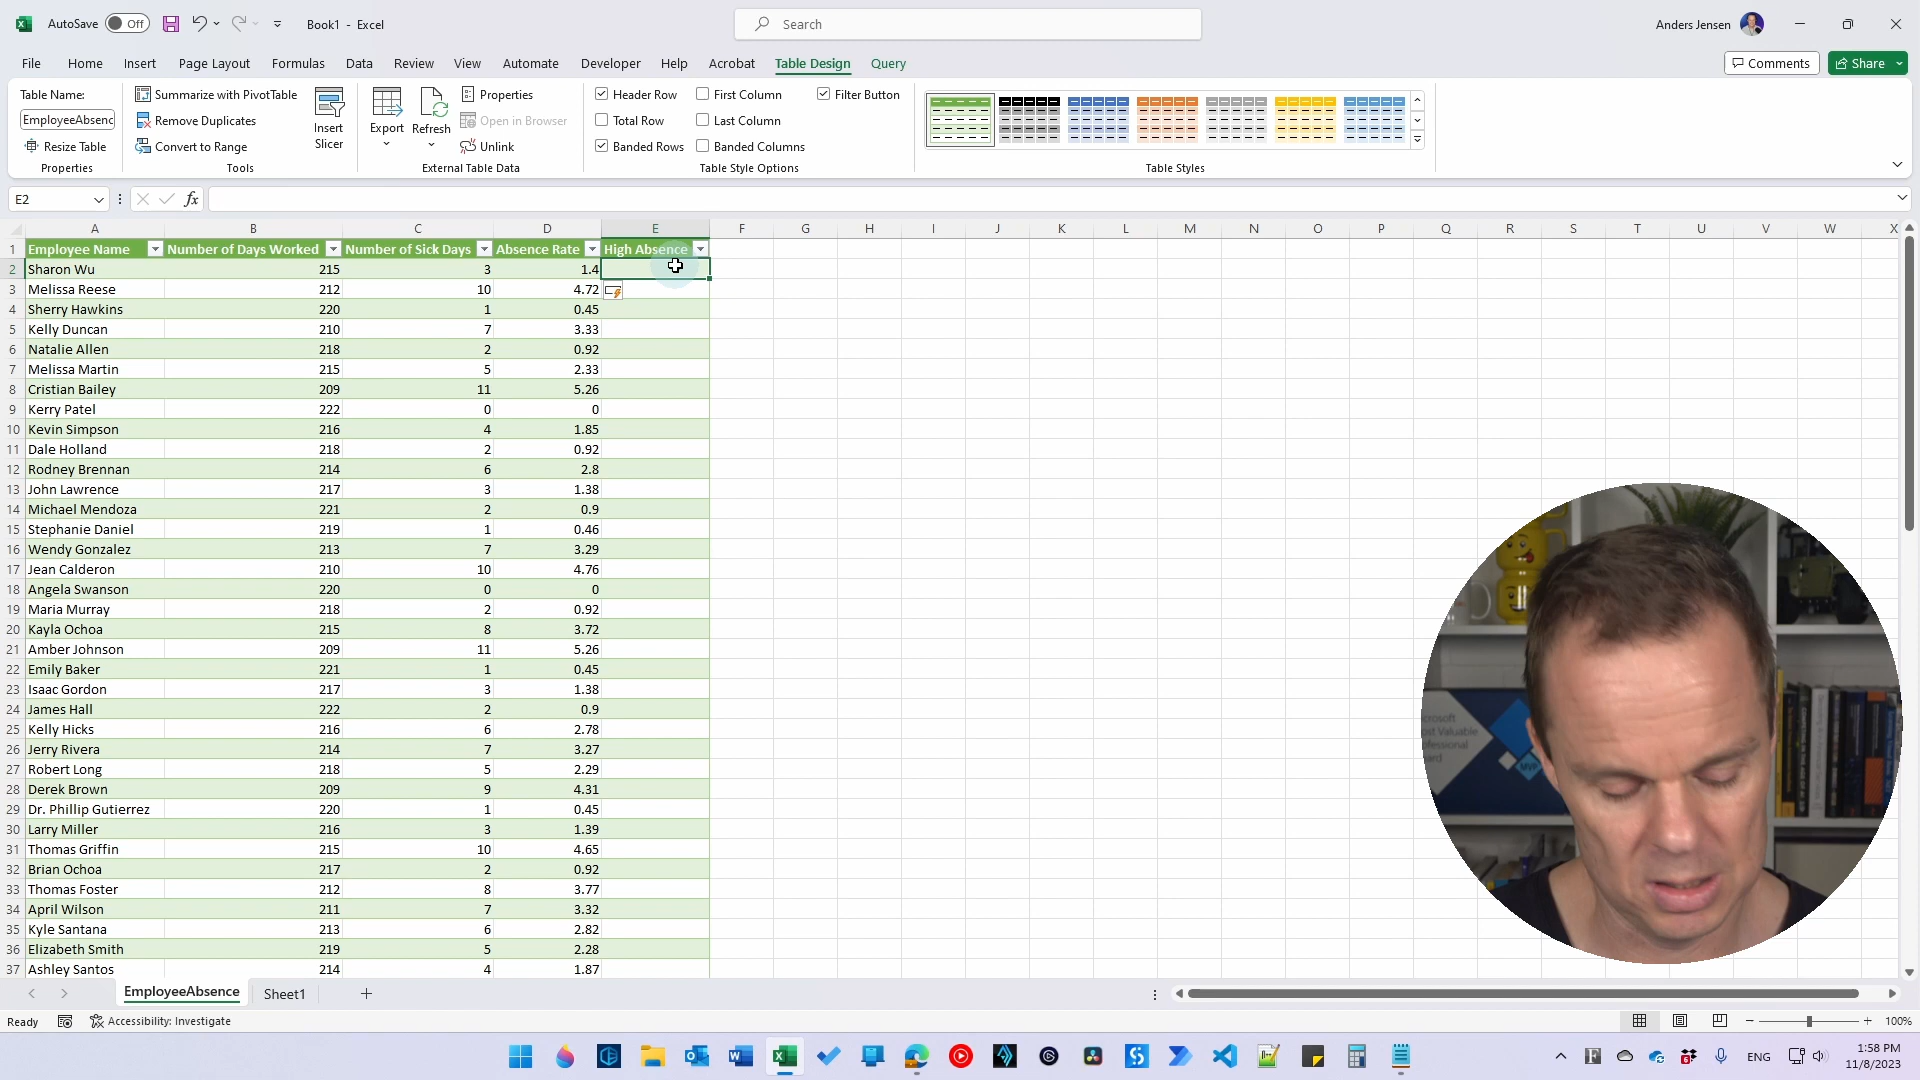 AutoSave Off Book1 - Excel Search Anders Jensen
File Home Insert Page Layout Formulas Data Review View Automate Developer Help Acrobat Table Design Query Comments Share
Table Name:
EmployeeAbsenc
Resize Table
Properties
Summarize with PivotTable
Remove Duplicates
Convert to Range
Tools
Insert
Slicer
Export
Refresh
Properties
Open in Browser
Unlink
External Table Data
Header Row
Total Row
Banded Rows
First Column
Last Column
Banded Columns
Filter Button
Table Style Options
Table Styles
E2 fx
A B C D E F G H I J K L M N O P Q R S T U V W X
1 Employee Name Number of Days Worked Number of Sick Days Absence Rate High Absence
2 Sharon Wu 215 3 1.4
3 Melissa Reese 212 10 4.72
4 Sherry Hawkins 220 1 0.45
5 Kelly Duncan 210 7 3.33
6 Natalie Allen 218 2 0.92
7 Melissa Martin 215 5 2.33
8 Cristian Bailey 209 11 5.26
9 Kerry Patel 222 0 0
10 Kevin Simpson 216 4 1.85
11 Dale Holland 218 2 0.92
12 Rodney Brennan 214 6 2.8
13 John Lawrence 217 3 1.38
14 Michael Mendoza 221 2 0.9
15 Stephanie Daniel 219 1 0.46
16 Wendy Gonzalez 213 7 3.29
17 Jean Calderon 210 10 4.76
18 Angela Swanson 220 0 0
19 Maria Murray 218 2 0.92
20 Kayla Ochoa 215 8 3.72
21 Amber Johnson 209 11 5.26
22 Emily Baker 221 1 0.45
23 Isaac Gordon 217 3 1.38
24 James Hall 222 2 0.9
25 Kelly Hicks 216 6 2.78
26 Jerry Rivera 214 7 3.27
27 Robert Long 218 5 2.29
28 Derek Brown 209 9 4.31
29 Dr. Phillip Gutierrez 220 1 0.45
30 Larry Miller 216 3 1.39
31 Thomas Griffin 215 10 4.65
32 Brian Ochoa 217 2 0.92
33 Thomas Foster 212 8 3.77
34 April Wilson 211 7 3.32
35 Kyle Santana 213 6 2.82
36 Elizabeth Smith 219 5 2.28
37 Ashley Santos 214 4 1.87
MVP
EmployeeAbsence Sheet1
Ready Accessibility: Investigate 100%
ENG
1:58 PM
11/8/2023